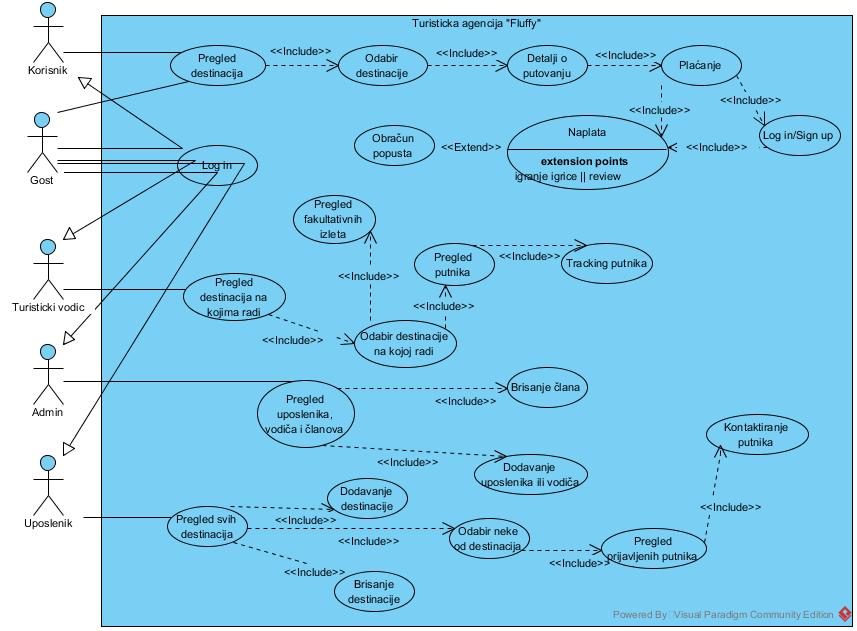 Turisticka agencija "Fluffy"
Korisnik
Pregled
destinacija
<<Include>>
Odabir
destinacije
<<Include>>
Detalji o
putovanju
<<Include>>
Plaćanje
<<Include>>
<<Include>>
Log in/Sign up
<<Include>>
Naplata
extension points
igranje igrice || review
<<Extend>>
Obračun
popusta
Gost
Log in
Pregled
fakultativnih
izleta
<<Include>>
Pregled
putnika
<<Include>>
Tracking putnika
<<Include>>
Turisticki vodic
Pregled
destinacija na
kojima radi
<<Include>>
Odabir destinacije
na kojoj radi
Admin
Pregled
uposlenika,
vodiča i članova
<<Include>>
Brisanje člana
<<Include>>
Dodavanje
uposlenika ili vodiča
Kontaktiranje
putnika
<<Include>>
Uposlenik
Pregled svih
destinacija
<<Include>>
Dodavanje
destinacije
<<Include>>
Odabir neke
od destinacija
<<Include>>
Pregled
prijavljenih putnika
<<Include>>
Brisanje
destinacije
Powered By Visual Paradigm Community Edition